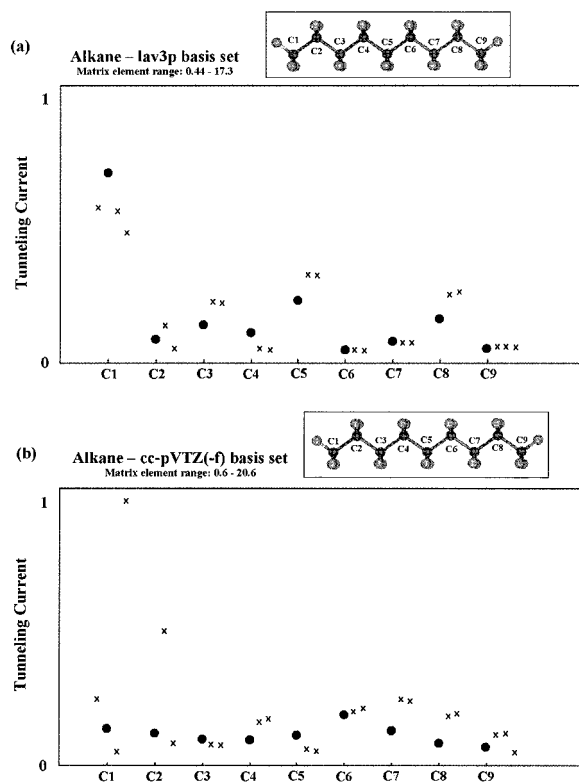 (a)
Alkane – lav3p basis set
Matrix element range: 0.44 - 17.3
C1 C3 C5 C7 C9
C2 C4 C6 C8
1
Tunneling Current
0
C1 C2 C3 C4 C5 C6 C7 C8 C9
(b)
Alkane – cc-pVTZ(-f) basis set
Matrix element range: 0.6 - 20.6
C1 C3 C5 C7 C9
C2 C4 C6 C8
1
Tunneling Current
0
C1 C2 C3 C4 C5 C6 C7 C8 C9